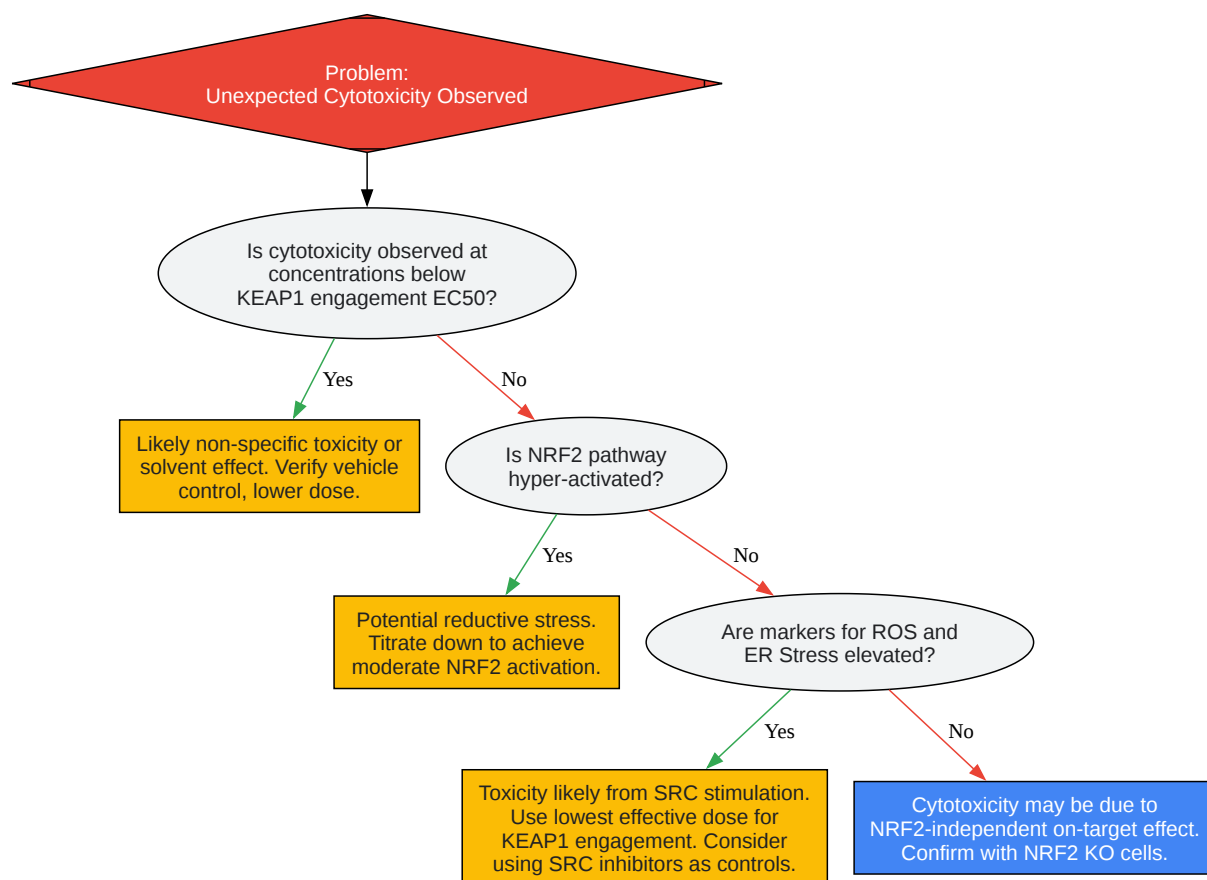 Problem:
Unexpected Cytotoxicity Observed
Is cytotoxicity observed at
concentrations below
KEAP1 engagement EC50?
Yes
No
Likely non-specific toxicity or
solvent effect. Verify vehicle
control, lower dose.
Is NRF2 pathway
hyper-activated?
Yes
No
Potential reductive stress.
Titrate down to achieve
moderate NRF2 activation.
Are markers for ROS and
ER Stress elevated?
Yes
No
Toxicity likely from SRC stimulation.
Use lowest effective dose for
KEAP1 engagement. Consider
using SRC inhibitors as controls.
Cytotoxicity may be due to
NRF2-independent on-target effect.
Confirm with NRF2 KO cells.